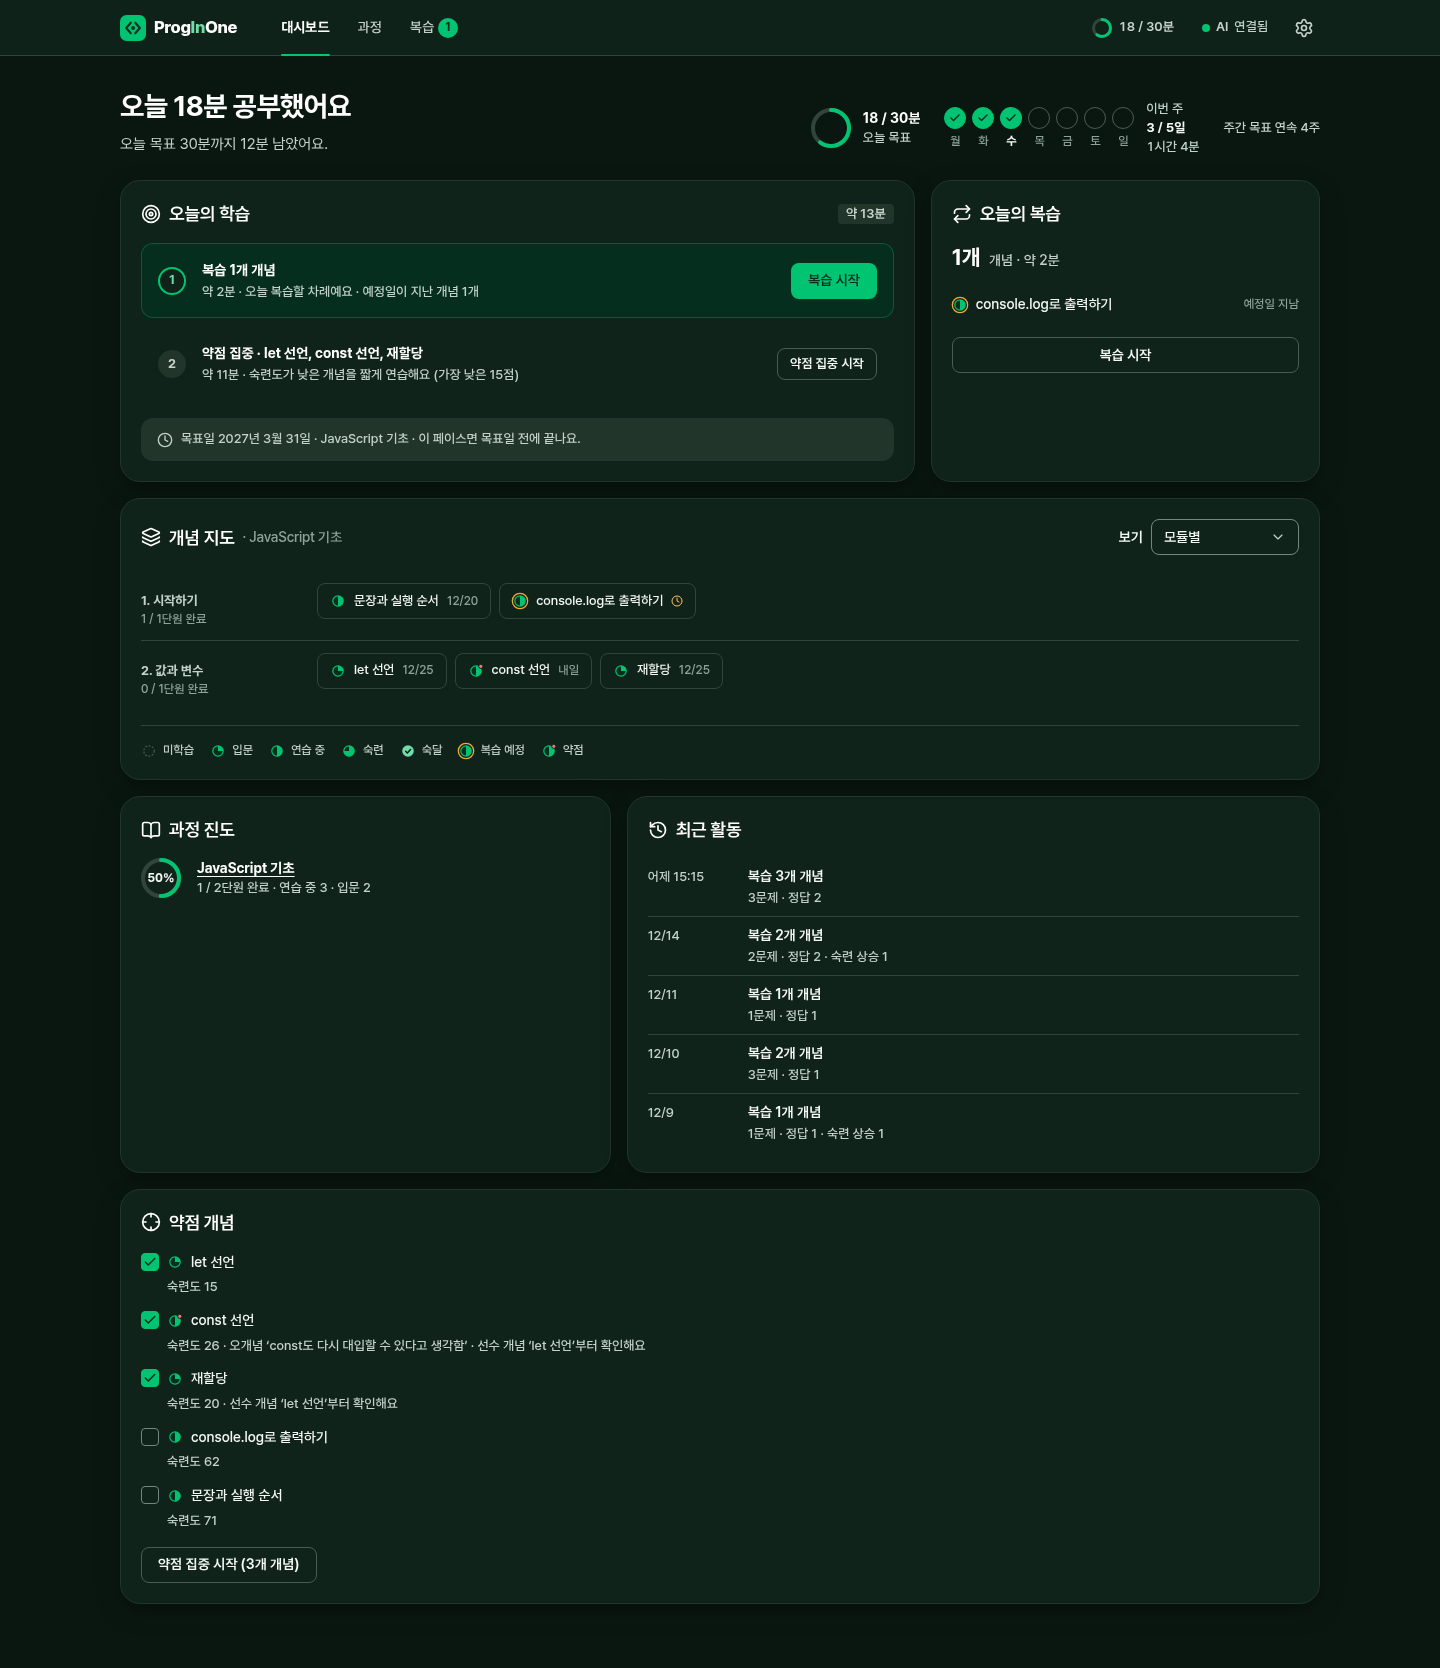 ProgInOne
대시보드
과정
복습 1
18 / 30분
AI 연결됨
오늘 18분 공부했어요
오늘 목표 30분까지 12분 남았어요.
18 / 30분
오늘 목표
월 화 수 목 금 토 일
이번 주
3 / 5일
1시간 4분
주간 목표 연속 4주
오늘의 학습
약 13분
1
복습 1개 개념
약 2분 · 오늘 복습할 차례예요 · 예정일이 지난 개념 1개
복습 시작
2
약점 집중 · let 선언, const 선언, 재할당
약 11분 · 숙련도가 낮은 개념을 짧게 연습해요 (가장 낮은 15점)
약점 집중 시작
목표일 2027년 3월 31일 · JavaScript 기초 · 이 페이스면 목표일 전에 끝나요.
오늘의 복습
1개 개념 · 약 2분
console.log로 출력하기
예정일 지남
복습 시작
개념 지도 · JavaScript 기초
보기
모듈별
1. 시작하기
1 / 1단원 완료
문장과 실행 순서 12/20
console.log로 출력하기
2. 값과 변수
0 / 1단원 완료
let 선언 12/25
const 선언 내일
재할당 12/25
미학습 입문 연습 중 숙련 숙달 복습 예정 약점
과정 진도
50%
JavaScript 기초
1 / 2단원 완료 · 연습 중 3 · 입문 2
최근 활동
어제 15:15
복습 3개 개념
3문제 · 정답 2
12/14
복습 2개 개념
2문제 · 정답 2 · 숙련 상승 1
12/11
복습 1개 개념
1문제 · 정답 1
12/10
복습 2개 개념
3문제 · 정답 1
12/9
복습 1개 개념
1문제 · 정답 1 · 숙련 상승 1
약점 개념
let 선언
숙련도 15
const 선언
숙련도 26 · 오개념 ‘const도 다시 대입할 수 있다고 생각함’ · 선수 개념 ‘let 선언’부터 확인해요
재할당
숙련도 20 · 선수 개념 ‘let 선언’부터 확인해요
console.log로 출력하기
숙련도 62
문장과 실행 순서
숙련도 71
약점 집중 시작 (3개 개념)